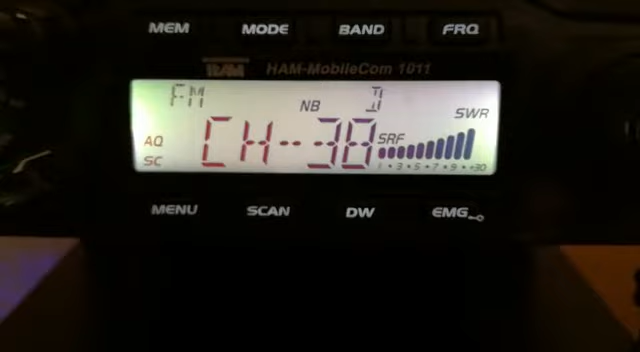 MEM MODE BAND FRQ
TEAM HAM-MobileCom 1011
FM NB D SWR
AQ CH--38 SRF
SC 1 • 3 • 5 • 7 • 9 • +30
MENU SCAN DW EMG